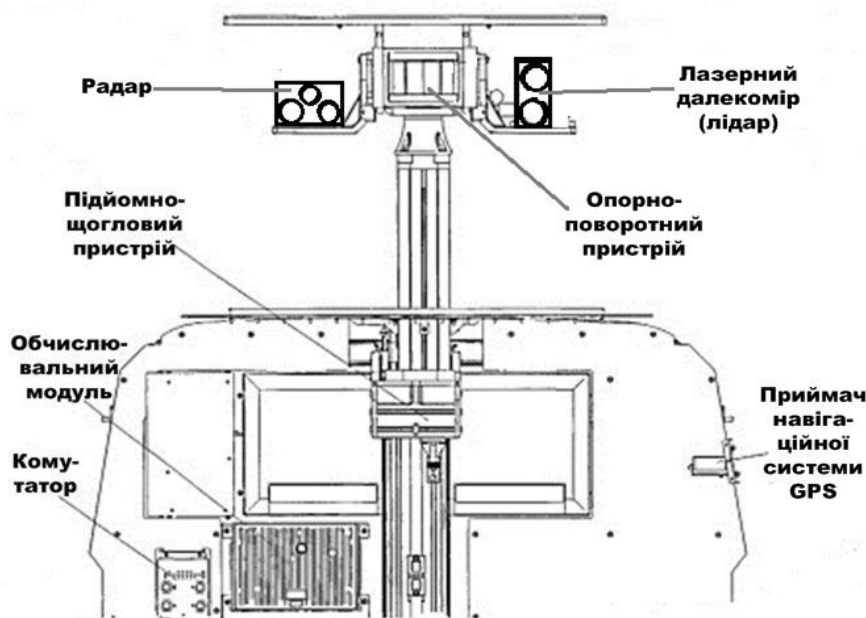 Радар
Лазерний
далекомір
(лідар)
Підйомно-
щогловий
пристрій
Опорно-
поворотний
пристрій
Обчислю-
вальний
модуль
Приймач
навіга-
ційної
системи
GPS
Кому-
татор